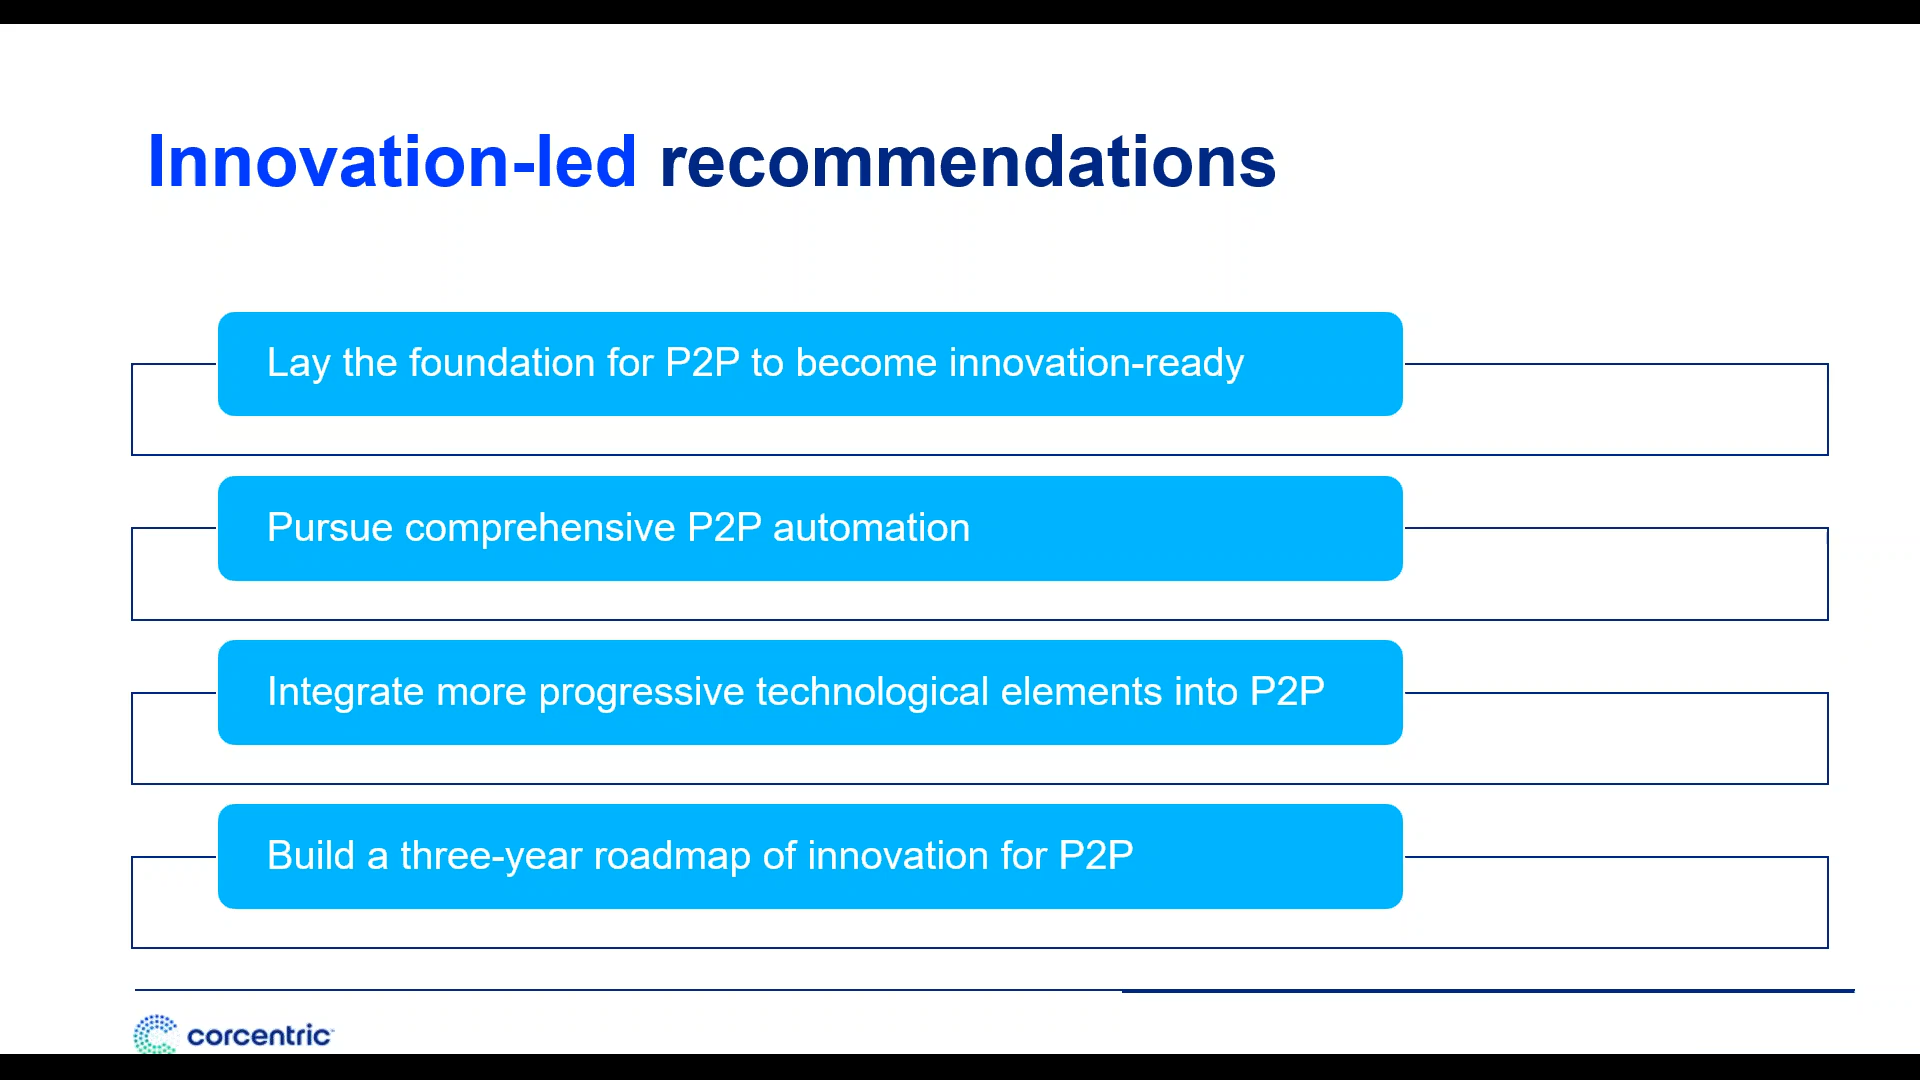 Innovation-led recommendations
Lay the foundation for P2P to become innovation-ready
Pursue comprehensive P2P automation
Integrate more progressive technological elements into P2P
Build a three-year roadmap of innovation for P2P
corcentric